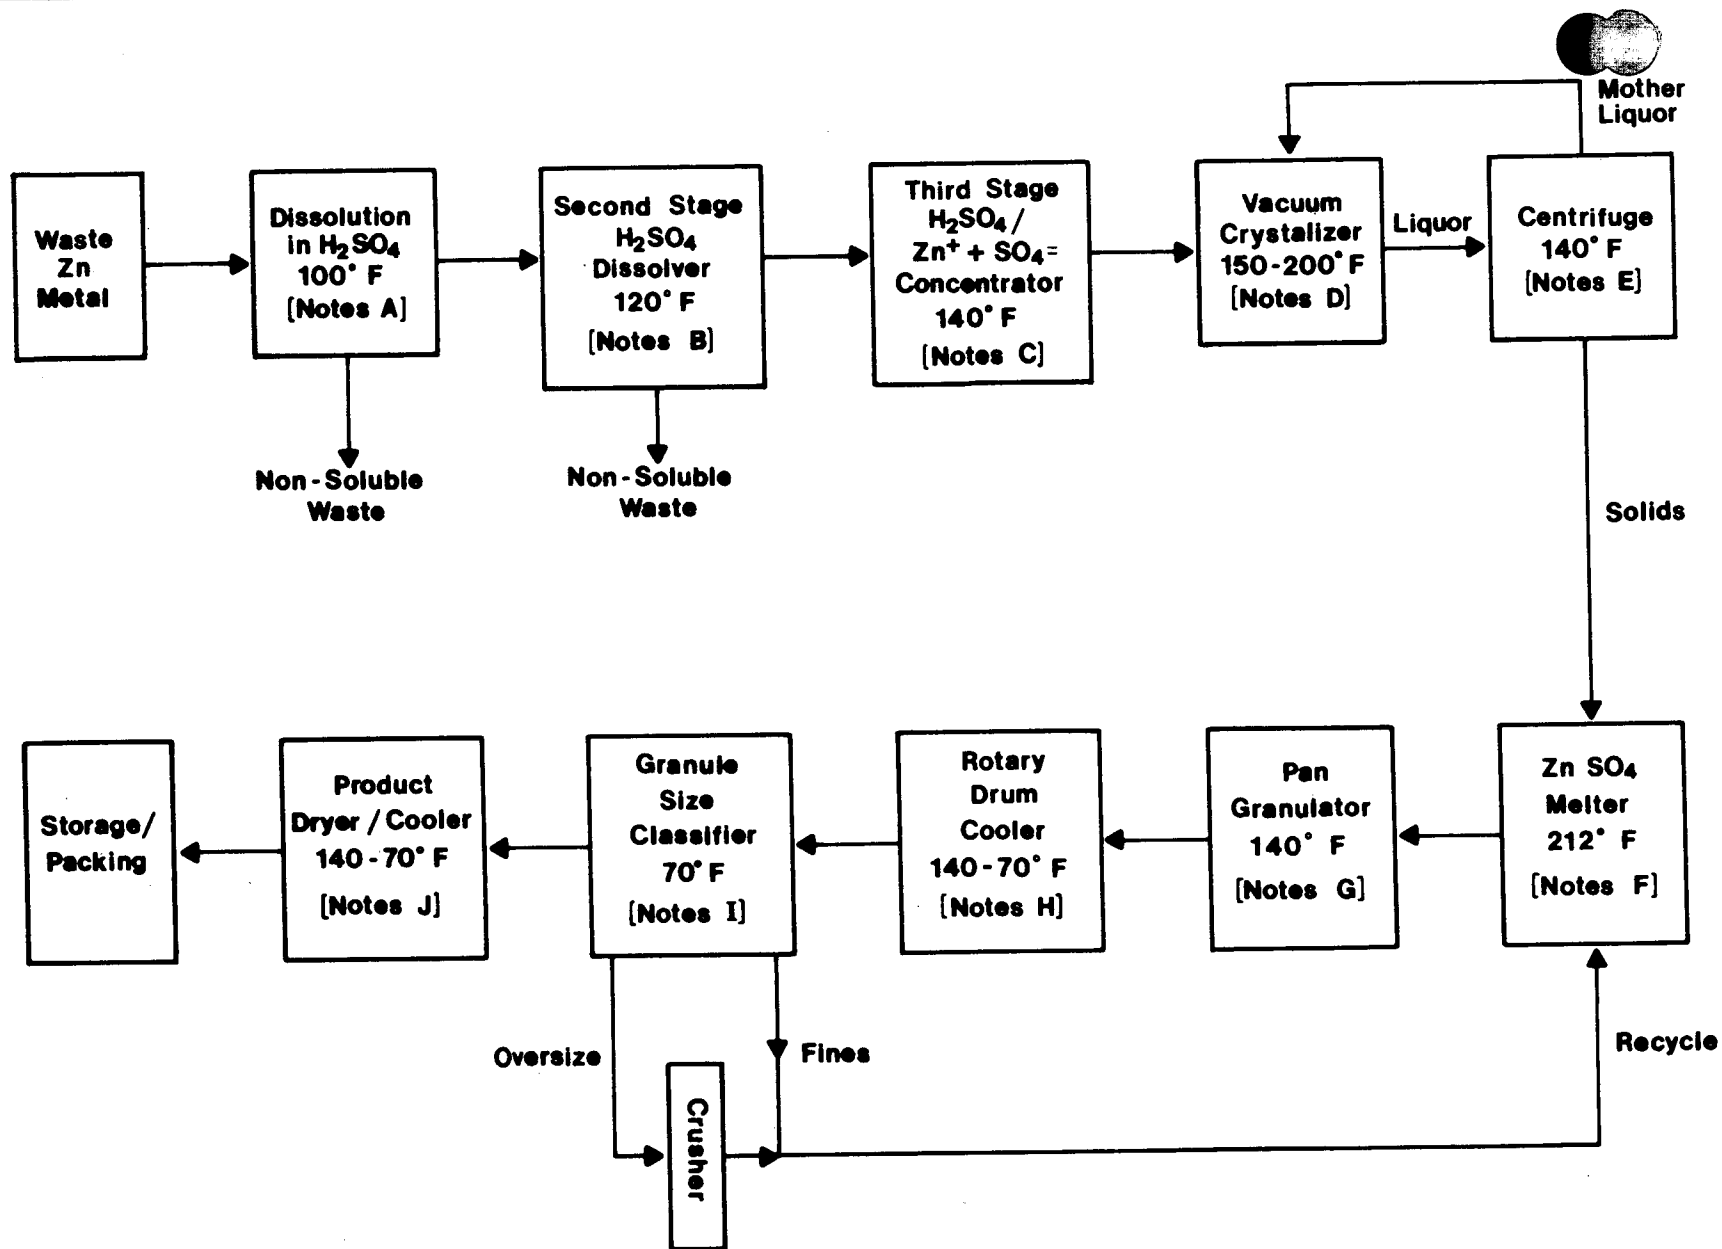 Mother
Liquor
Waste
Zn
Metal
Dissolution
in H₂SO₄
100° F
[Notes A]
Second Stage
H₂SO₄
Dissolver
120° F
[Notes B]
Third Stage
H₂SO₄/
Zn⁺ + SO₄=
Concentrator
140° F
[Notes C]
Vacuum
Crystalizer
150-200° F
[Notes D]
Liquor
Centrifuge
140° F
[Notes E]
Non-Soluble
Waste
Non-Soluble
Waste
Solids
Storage/
Packing
Product
Dryer/Cooler
140-70° F
[Notes J]
Granule
Size
Classifier
70° F
[Notes I]
Rotary
Drum
Cooler
140-70° F
[Notes H]
Pan
Granulator
140° F
[Notes G]
Zn SO₄
Melter
212° F
[Notes F]
Oversize
Fines
Recycle
Crusher